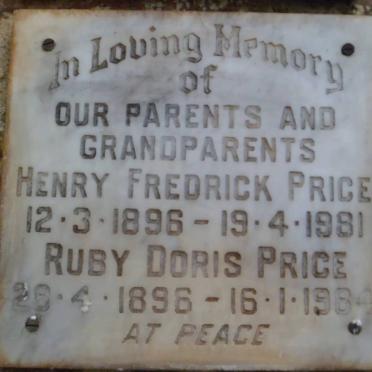 In Loving Memory
of
OUR PARENTS AND
GRANDPARENTS
HENRY FREDRICK PRICE
12·3·1896 - 19·4·1981
RUBY DORIS PRICE
·4·1896 - 16·1·1984
AT PEACE